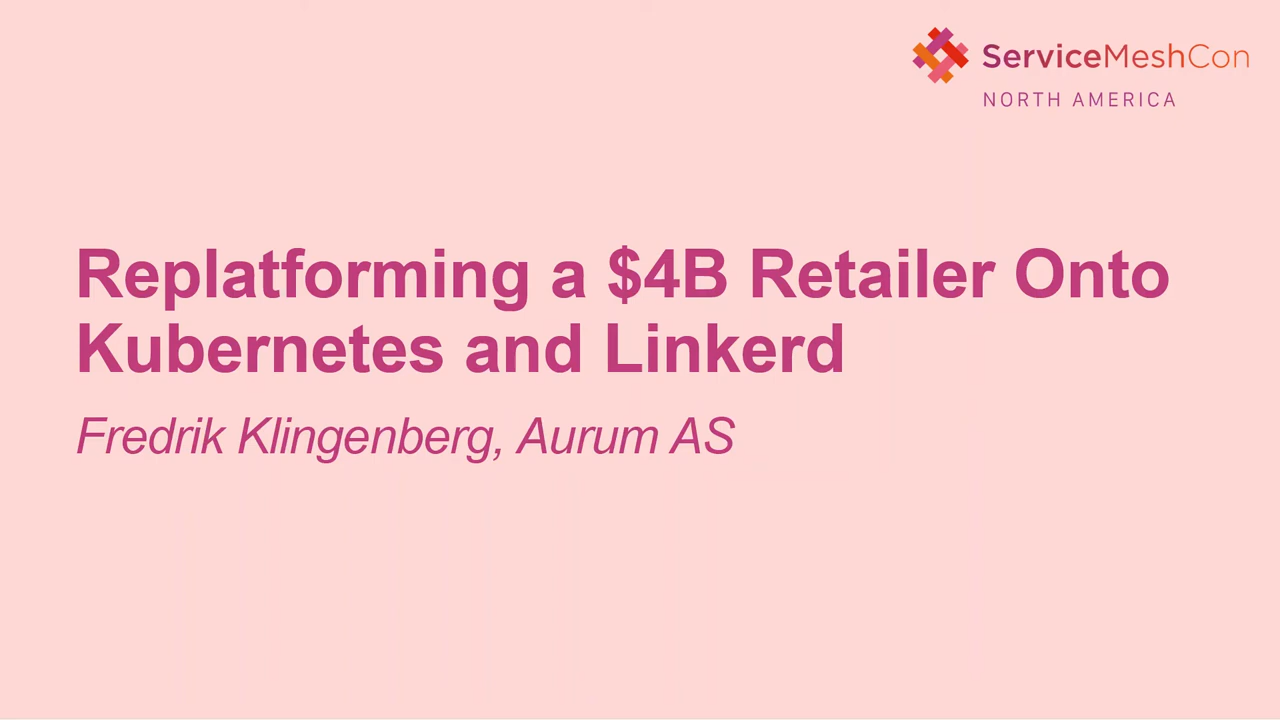 ServiceMeshCon
NORTH AMERICA
Replatforming a $4B Retailer Onto
Kubernetes and Linkerd
Fredrik Klingenberg, Aurum AS